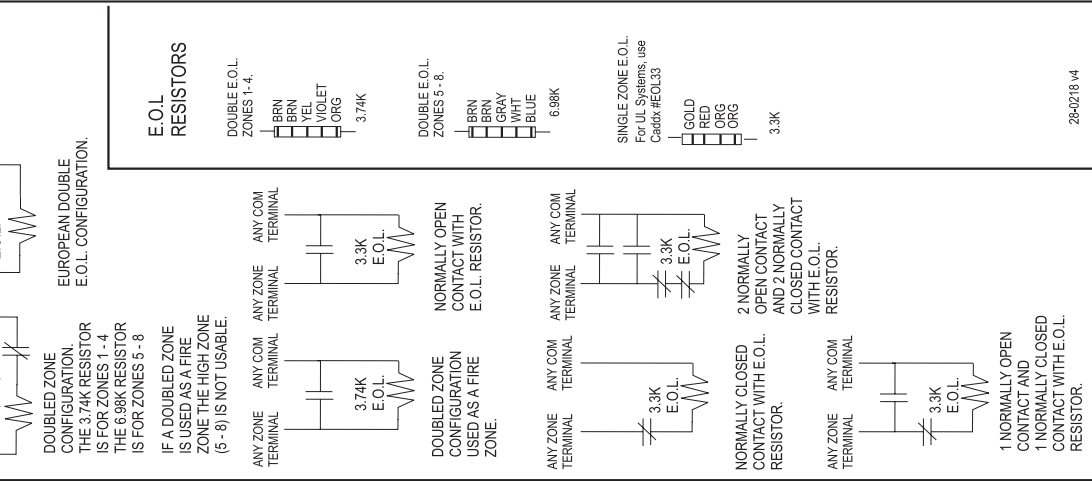 E.O.L
RESISTORS
DOUBLE E.O.L.
ZONES 1- 4.
BRN
BRN
YEL
VIOLET
ORG
3.74K
DOUBLE E.O.L.
ZONES 5 - 8.
BRN
BRN
GRAY
WHT
BLUE
6.98K
SINGLE ZONE E.O.L.
For UL Systems, use
Caddx #EOL33
GOLD
RED
ORG
ORG
3.3K
28-0218 v4
EUROPEAN DOUBLE
E.O.L. CONFIGURATION.
DOUBLED ZONE
CONFIGURATION.
THE 3.74K RESISTOR
IS FOR ZONES 1 - 4
THE 6.98K RESISTOR
IS FOR ZONES 5 - 8
IF A DOUBLED ZONE
IS USED AS A FIRE
ZONE THE HIGH ZONE
(5 - 8) IS NOT USABLE.
ANY ZONE
TERMINAL
ANY COM
TERMINAL
3.74K
E.O.L.
DOUBLED ZONE
CONFIGURATION
USED AS A FIRE
ZONE.
ANY ZONE
TERMINAL
ANY COM
TERMINAL
3.3K
E.O.L.
NORMALLY OPEN
CONTACT WITH
E.O.L. RESISTOR.
ANY ZONE
TERMINAL
ANY COM
TERMINAL
3.3K
E.O.L.
NORMALLY CLOSED
CONTACT WITH E.O.L.
RESISTOR.
ANY ZONE
TERMINAL
ANY COM
TERMINAL
3.3K
E.O.L.
2 NORMALLY
OPEN CONTACT
AND 2 NORMALLY
CLOSED CONTACT
WITH E.O.L.
RESISTOR.
ANY ZONE
TERMINAL
ANY COM
TERMINAL
3.3K
E.O.L.
1 NORMALLY OPEN
CONTACT AND
1 NORMALLY CLOSED
CONTACT WITH E.O.L.
RESISTOR.